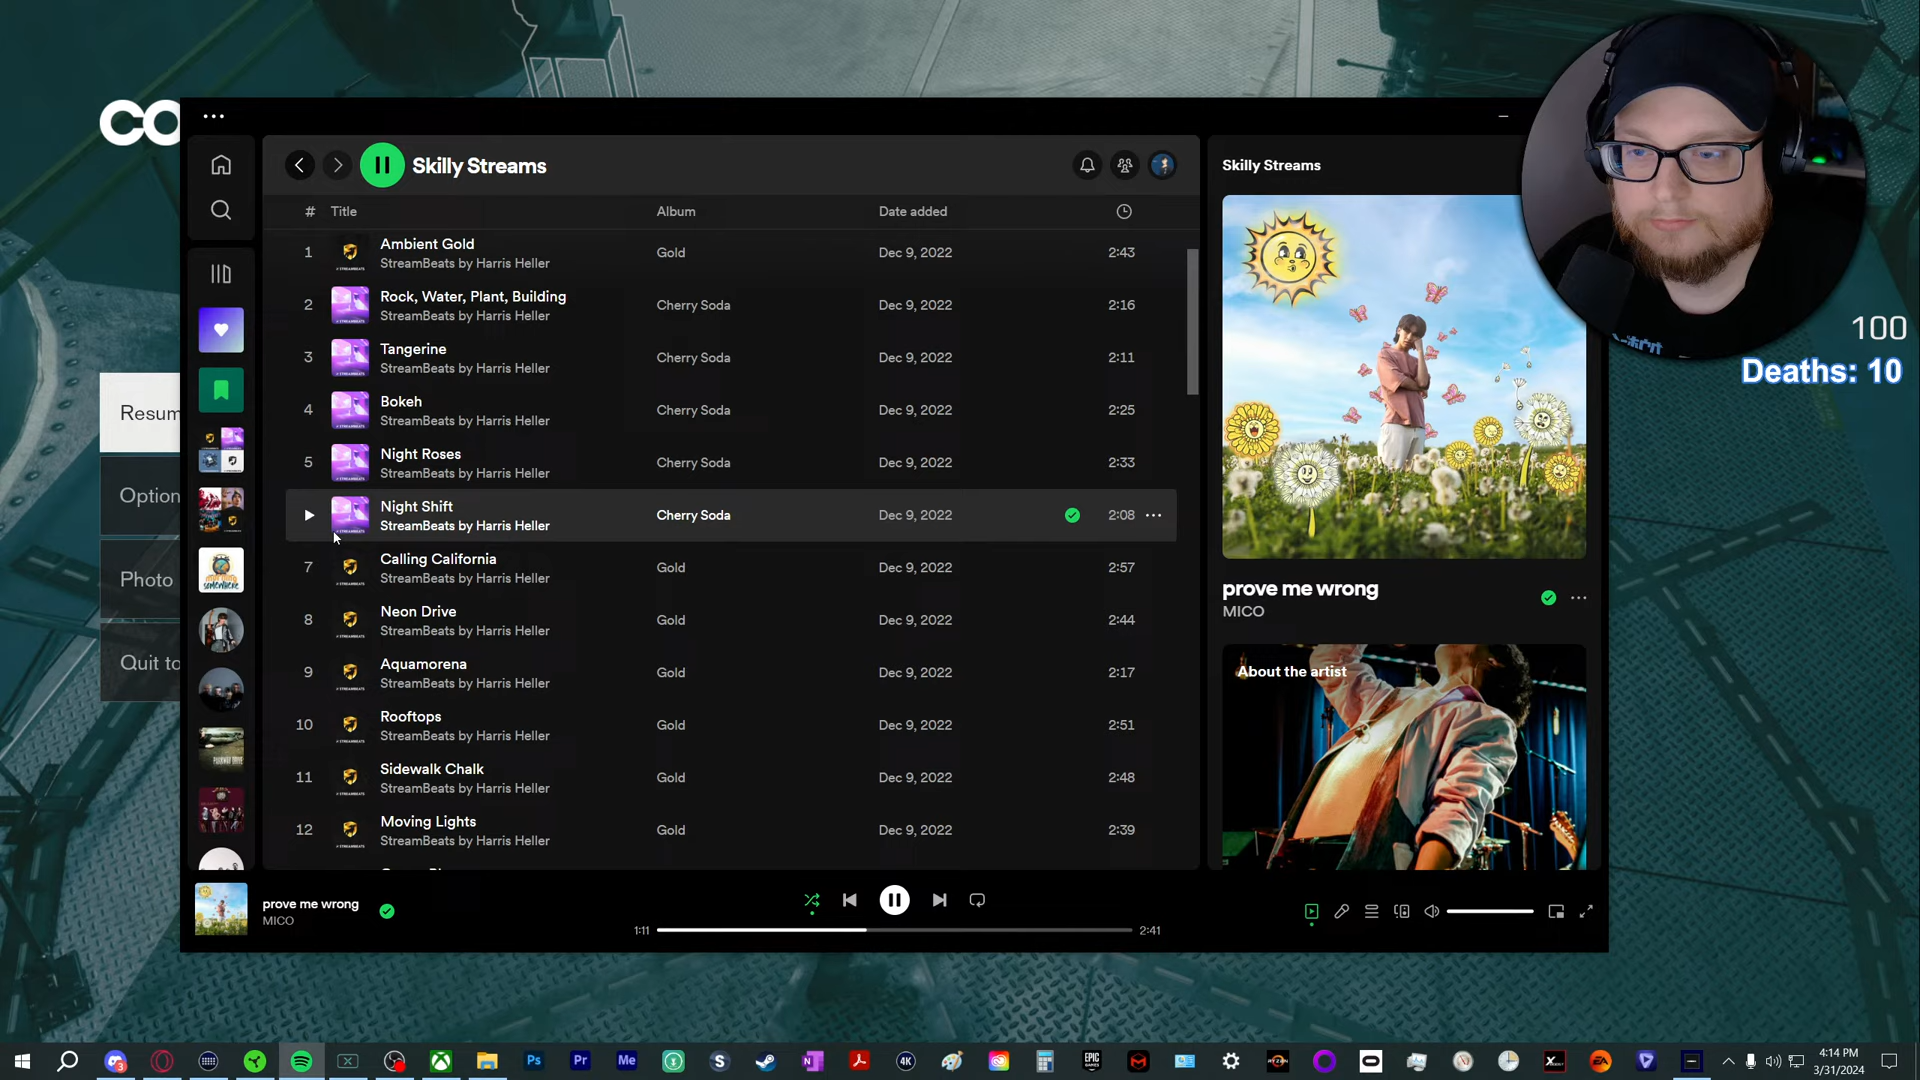 CO
Resum
Option
Photo
Quit to
Skilly Streams
# Title Album Date added
1 Ambient Gold Gold Dec 9, 2022 2:43
StreamBeats by Harris Heller
2 Rock, Water, Plant, Building Cherry Soda Dec 9, 2022 2:16
StreamBeats by Harris Heller
3 Tangerine Cherry Soda Dec 9, 2022 2:11
StreamBeats by Harris Heller
4 Bokeh Cherry Soda Dec 9, 2022 2:25
StreamBeats by Harris Heller
5 Night Roses Cherry Soda Dec 9, 2022 2:33
StreamBeats by Harris Heller
Night Shift Cherry Soda Dec 9, 2022 2:08
StreamBeats by Harris Heller
7 Calling California Gold Dec 9, 2022 2:57
StreamBeats by Harris Heller
8 Neon Drive Gold Dec 9, 2022 2:44
StreamBeats by Harris Heller
9 Aquamorena Gold Dec 9, 2022 2:17
StreamBeats by Harris Heller
10 Rooftops Gold Dec 9, 2022 2:51
StreamBeats by Harris Heller
11 Sidewalk Chalk Gold Dec 9, 2022 2:48
StreamBeats by Harris Heller
12 Moving Lights Gold Dec 9, 2022 2:39
StreamBeats by Harris Heller
Skilly Streams
prove me wrong
MICO
About the artist
100
Deaths: 10
prove me wrong
MICO
1:11
2:41
Ps
Pr
Me
4K
EPIC
GAMES
RYZEN
EA
4:14 PM
3/31/2024